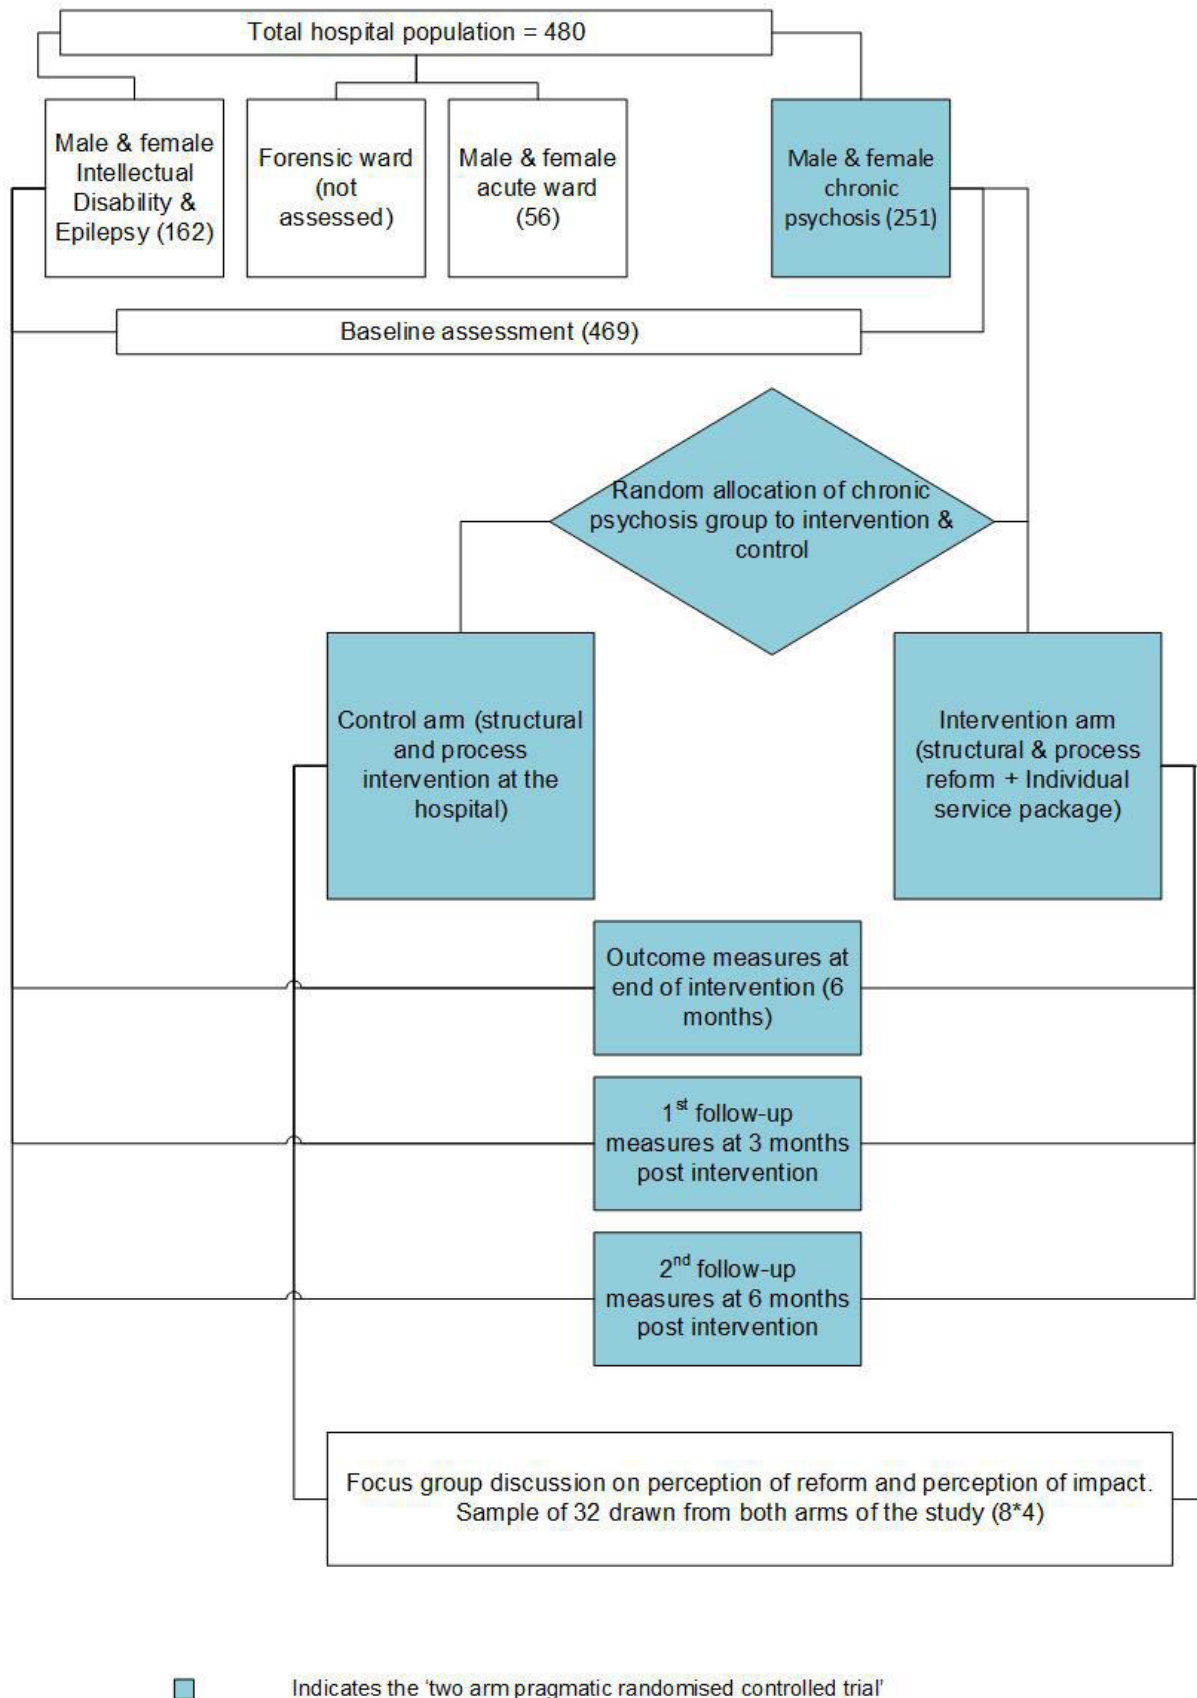 Total hospital population = 480
Male & female
Intellectual
Disability &
Epilepsy (162)
Forensic ward
(not
assessed)
Male & female
acute ward
(56)
Male & female
chronic
psychosis (251)
Baseline assessment (469)
Random allocation of chronic
psychosis group to intervention &
control
Control arm (structural
and process
intervention at the
hospital)
Intervention arm
(structural & process
reform + Individual
service package)
Outcome measures at
end of intervention (6
months)
1st follow-up
measures at 3 months
post intervention
2nd follow-up
measures at 6 months
post intervention
Focus group discussion on perception of reform and perception of impact.
Sample of 32 drawn from both arms of the study (8*4)
Indicates the ‘two arm pragmatic randomised controlled trial’